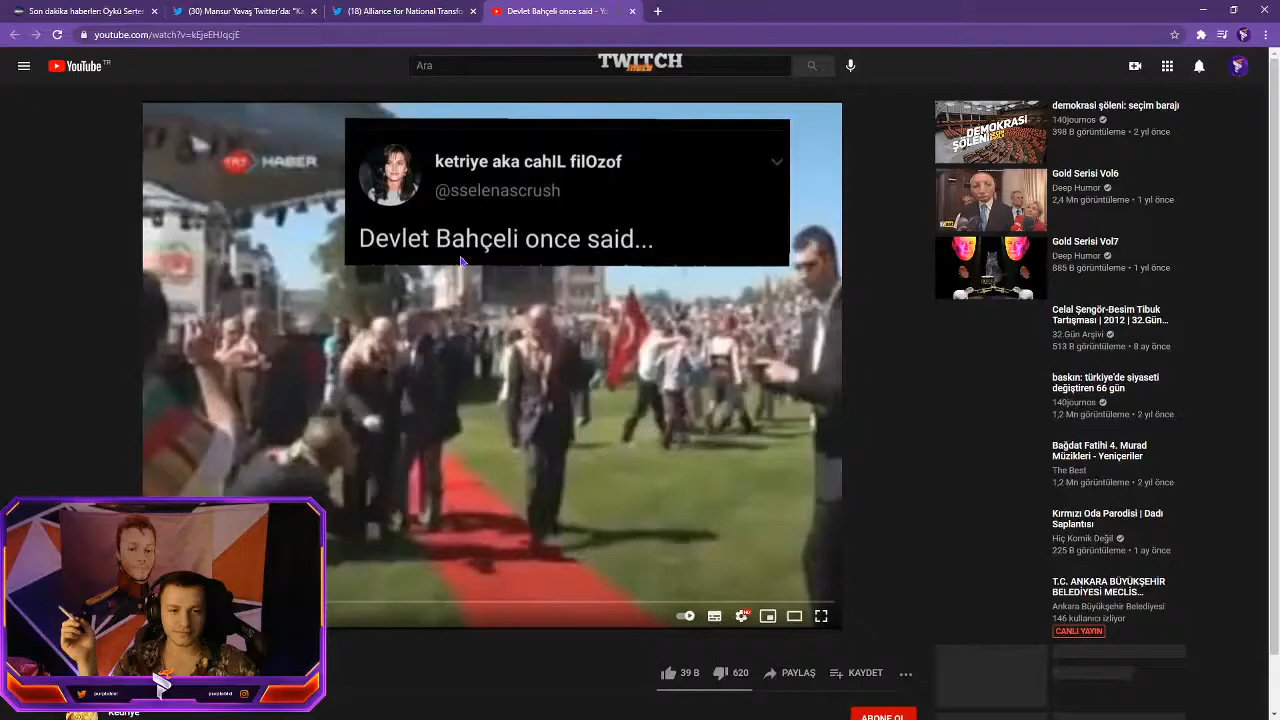 Son dakika haberler: Öykü Serter
(30) Mansur Yavaş Twitter'da: "Ke
(18) Alliance for National Transfo
Devlet Bahçeli once said - Yo
youtube.com/watch?v=kEjeEHJqcjE
YouTube TR
Ara
TWITCH
TRT HABER
ketriye aka cahIL filOzof
@sselenascrush
Devlet Bahçeli once said...
demokrasi şöleni: seçim barajı
140journos
398 B görüntüleme • 2 yıl önce
DEMOKRASİ
ŞÖLENİ
Gold Serisi Vol6
Deep Humor
2,4 Mn görüntüleme • 1 yıl önce
Gold Serisi Vol7
Deep Humor
885 B görüntüleme • 1 yıl önce
Celal Şengör-Besim Tibuk
Tartışması | 2012 | 32.Gün...
32.Gün Arşivi
513 B görüntüleme • 8 ay önce
baskın: türkiye'de siyaseti
değiştiren 66 gün
140journos
1,2 Mn görüntüleme • 2 yıl önce
Bağdat Fatihi 4. Murad
Müzikleri - Yeniçeriler
The Best
1,2 Mn görüntüleme • 2 yıl önce
Kırmızı Oda Parodisi | Dadı
Saplantısı
Hiç Komik Değil
225 B görüntüleme • 1 ay önce
T.C. ANKARA BÜYÜKŞEHİR
BELEDİYESİ MECLİS...
Ankara Büyükşehir Belediyesi
146 kullanıcı izliyor
CANLI YAYIN
39 B
620
PAYLAŞ
KAYDET
Ketriye
ABONE OL